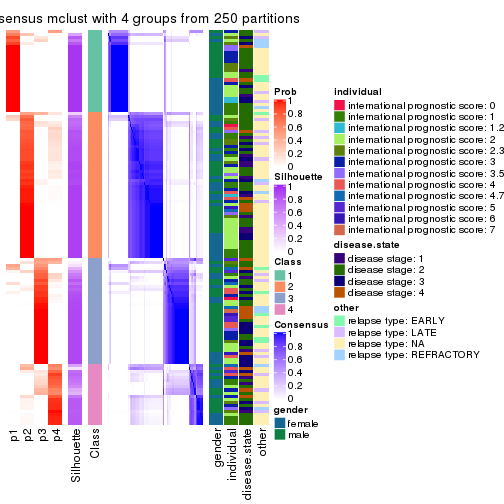 sensus mclust with 4 groups from 250 partitions
Prob
1
0.8
0.6
0.4
0.2
0
Silhouette
1
0.8
0.6
0.4
0.2
0
Class
1
2
3
4
Consensus
1
0.8
0.6
0.4
0.2
0
gender
female
male
individual
international prognostic score: 0
international prognostic score: 1
international prognostic score: 1.2
international prognostic score: 2
international prognostic score: 2.3
international prognostic score: 3
international prognostic score: 3.5
international prognostic score: 4
international prognostic score: 4.7
international prognostic score: 5
international prognostic score: 6
international prognostic score: 7
disease.state
disease stage: 1
disease stage: 2
disease stage: 3
disease stage: 4
other
relapse type: EARLY
relapse type: LATE
relapse type: NA
relapse type: REFRACTORY
p1
p2
p3
p4
Silhouette
Class
gender
individual
disease.state
other